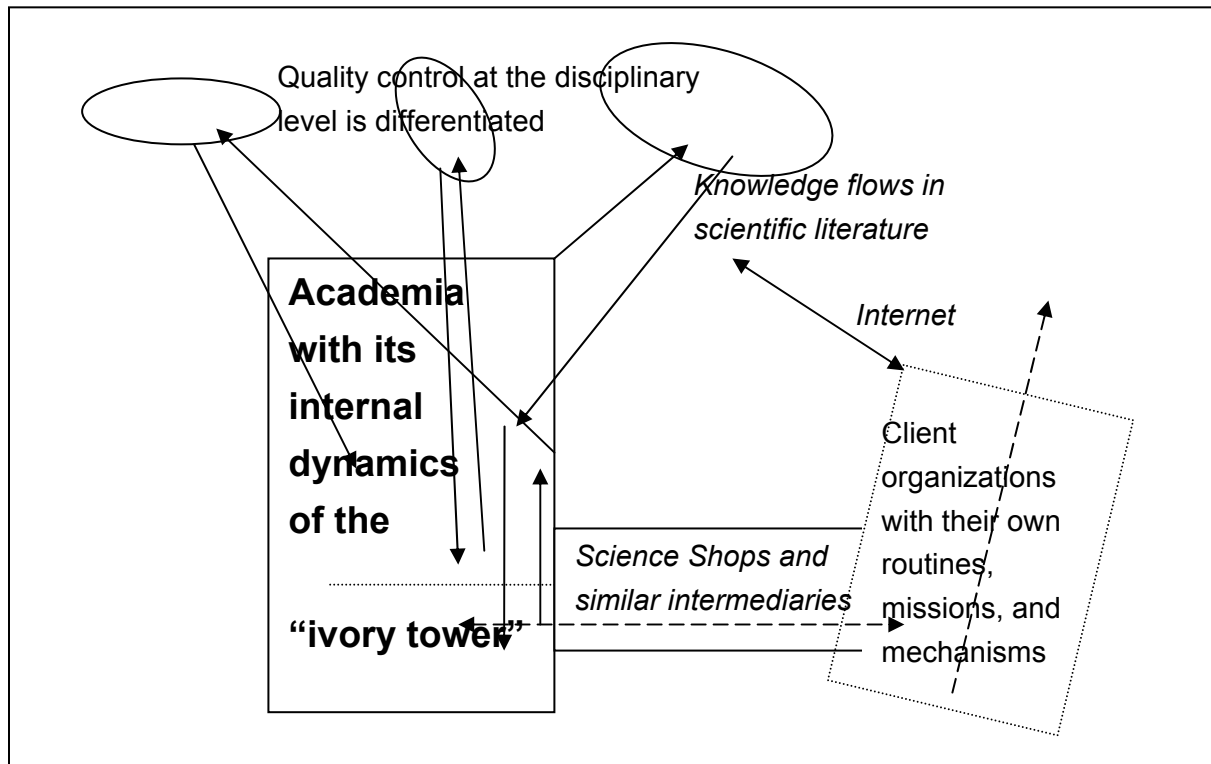 Quality control at the disciplinary
level is differentiated
Knowledge flows in
scientific literature
Internet
Academia
with its
internal
dynamics
of the
“ivory tower”
Science Shops and
similar intermediaries
Client
organizations
with their own
routines,
missions, and
mechanisms